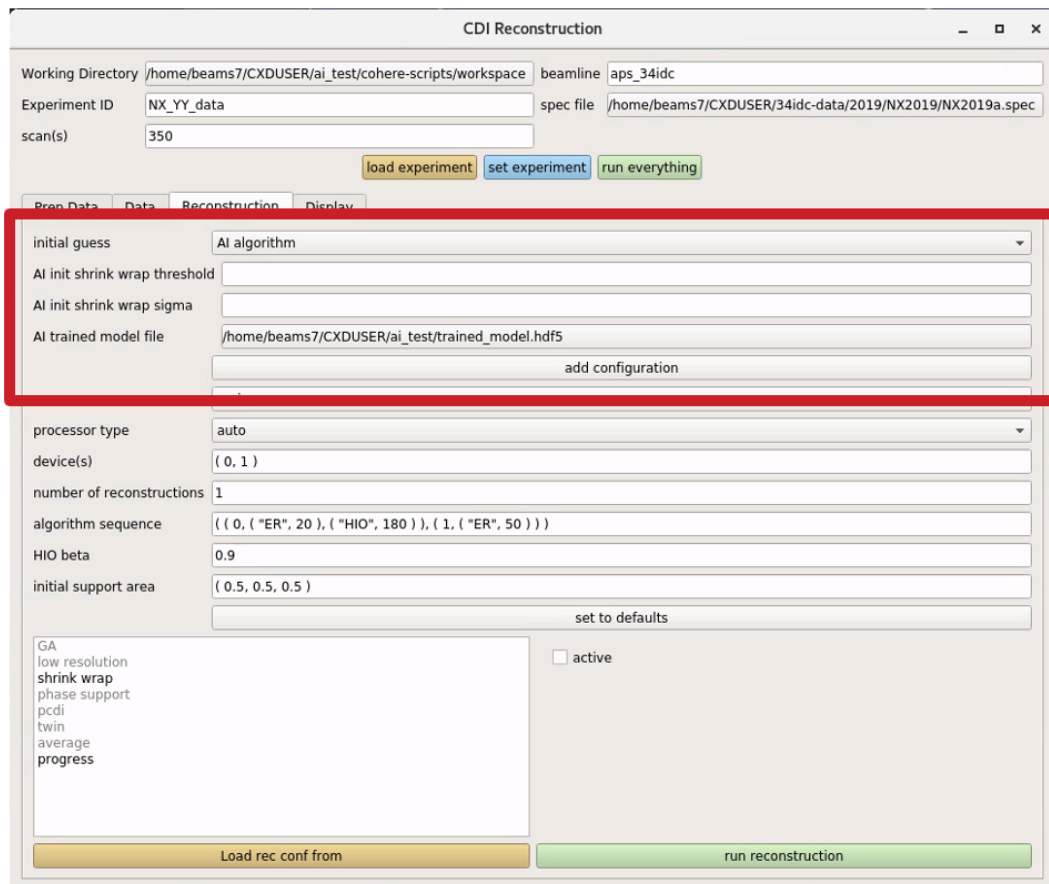 CDI Reconstruction
Working Directory /home/beams7/CXDUSER/ai_test/cohere-scripts/workspace beamline aps_34idc
Experiment ID NX_YY_data spec file /home/beams7/CXDUSER/34idc-data/2019/NX2019/NX2019a.spec
scan(s) 350
load experiment set experiment run everything
Prep Data Data Reconstruction Display
initial guess AI algorithm
AI init shrink wrap threshold
AI init shrink wrap sigma
AI trained model file /home/beams7/CXDUSER/ai_test/trained_model.hdf5
add configuration
processor type auto
device(s) ( 0, 1 )
number of reconstructions 1
algorithm sequence ( ( 0, ( "ER", 20 ), ( "HIO", 180 ) ), ( 1, ( "ER", 50 ) ) )
HIO beta 0.9
initial support area ( 0.5, 0.5, 0.5 )
set to defaults
GA
low resolution
shrink wrap
phase support
pcdi
twin
average
progress
active
Load rec conf from run reconstruction